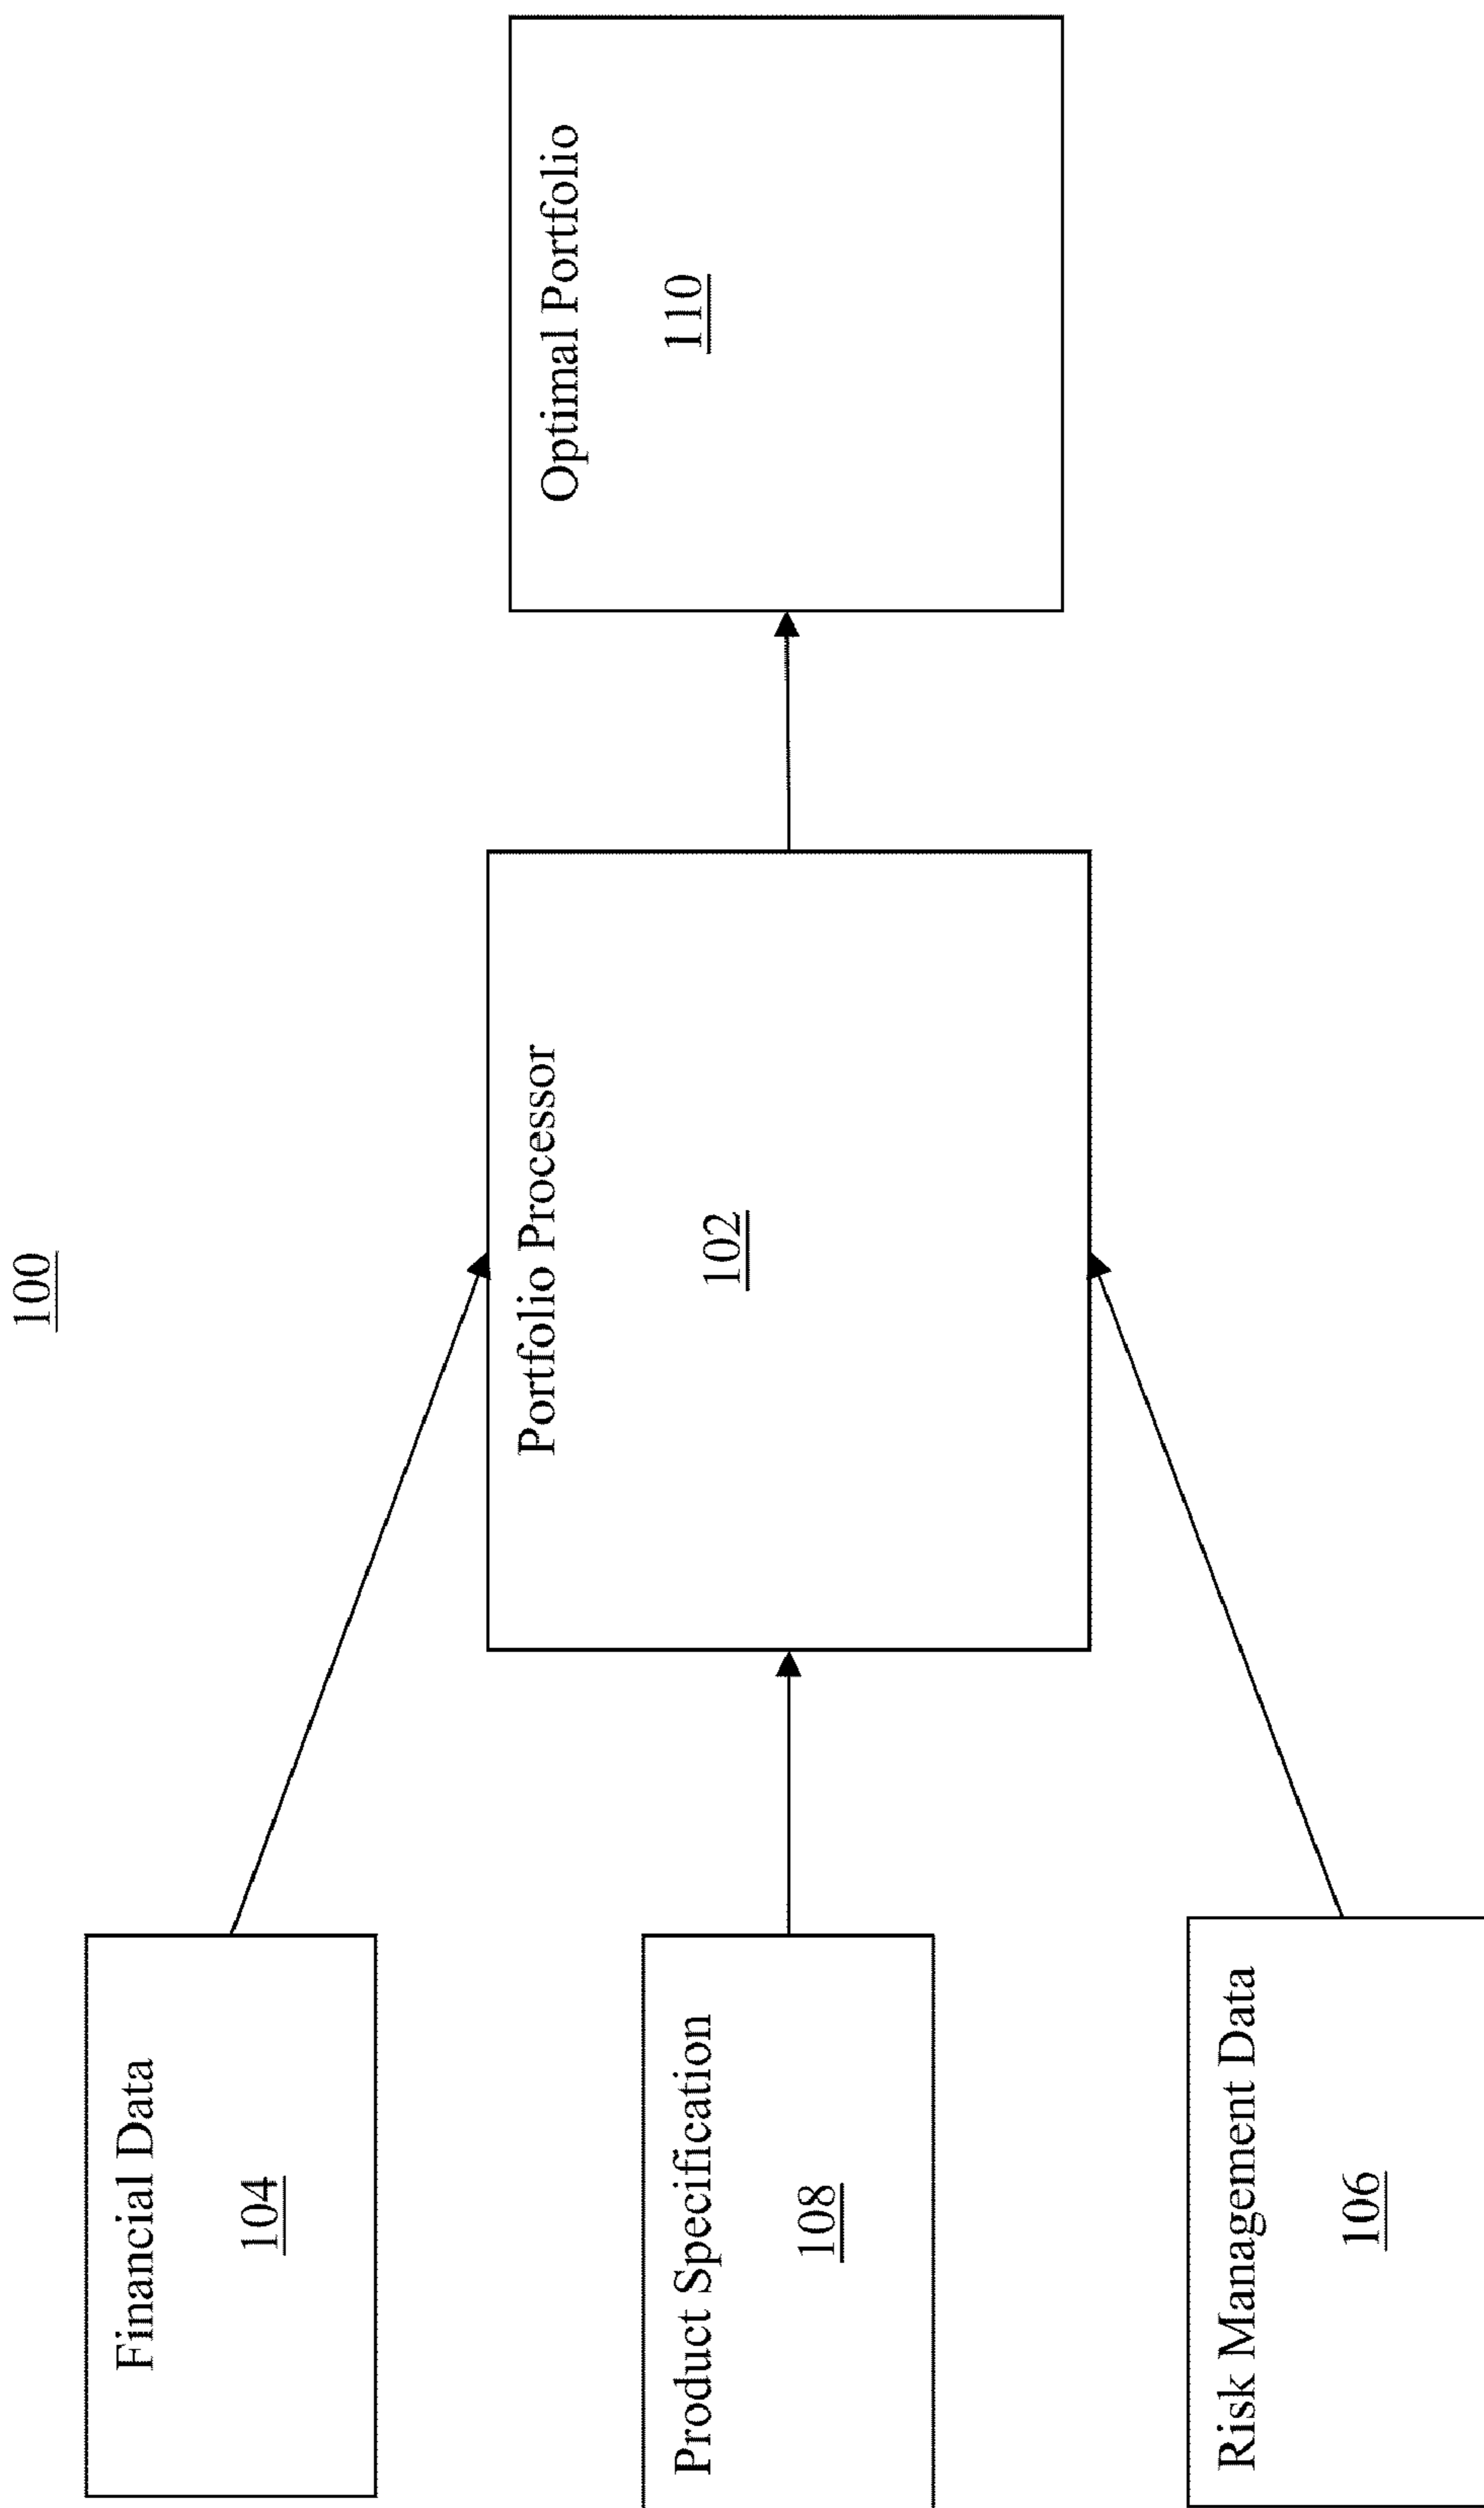 100
Financial Data
104
Product Specification
108
Risk Management Data
106
Portfolio Processor
102
Optimal Portfolio
110